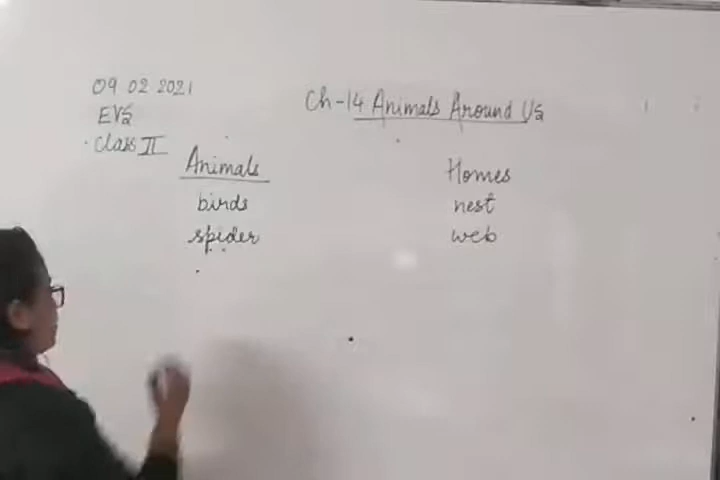 09 02 2021
EVS
Class II
Ch-14 Animals Around Us
Animals Homes
birds nest
spider web